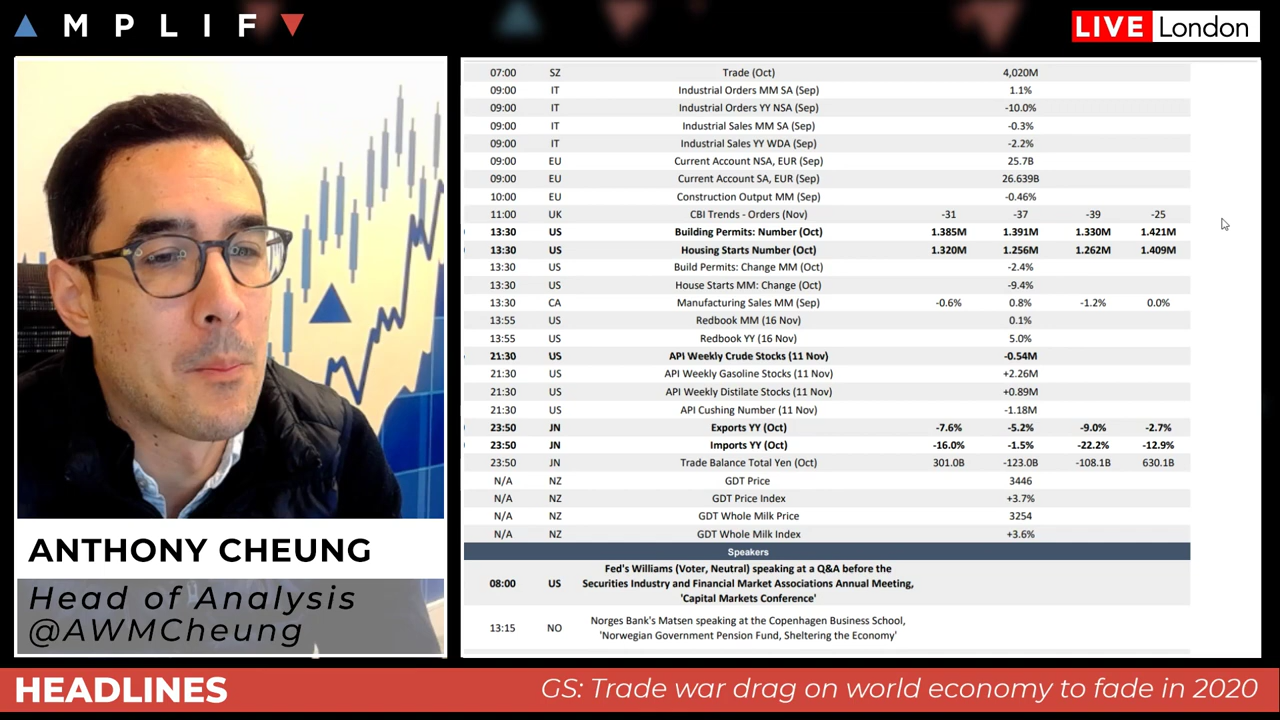 ▲ M P L I F ▼
LIVE London
07:00 SZ Trade (Oct) 4,020M
09:00 IT Industrial Orders MM SA (Sep) 1.1%
09:00 IT Industrial Orders YY NSA (Sep) -10.0%
09:00 IT Industrial Sales MM SA (Sep) -0.3%
09:00 IT Industrial Sales YY WDA (Sep) -2.2%
09:00 EU Current Account NSA, EUR (Sep) 25.7B
09:00 EU Current Account SA, EUR (Sep) 26.639B
10:00 EU Construction Output MM (Sep) -0.46%
11:00 UK CBI Trends - Orders (Nov) -31 -37 -39 -25
13:30 US Building Permits: Number (Oct) 1.385M 1.391M 1.330M 1.421M
13:30 US Housing Starts Number (Oct) 1.320M 1.256M 1.262M 1.409M
13:30 US Build Permits: Change MM (Oct) -2.4%
13:30 US House Starts MM: Change (Oct) -9.4%
13:30 CA Manufacturing Sales MM (Sep) -0.6% 0.8% -1.2% 0.0%
13:55 US Redbook MM (16 Nov) 0.1%
13:55 US Redbook YY (16 Nov) 5.0%
21:30 US API Weekly Crude Stocks (11 Nov) -0.54M
21:30 US API Weekly Gasoline Stocks (11 Nov) +2.26M
21:30 US API Weekly Distilate Stocks (11 Nov) +0.89M
21:30 US API Cushing Number (11 Nov) -1.18M
23:50 JN Exports YY (Oct) -7.6% -5.2% -9.0% -2.7%
23:50 JN Imports YY (Oct) -16.0% -1.5% -22.2% -12.9%
23:50 JN Trade Balance Total Yen (Oct) 301.0B -123.0B -108.1B 630.1B
N/A NZ GDT Price 3446
N/A NZ GDT Price Index +3.7%
N/A NZ GDT Whole Milk Price 3254
N/A NZ GDT Whole Milk Index +3.6%
Speakers
Fed's Williams (Voter, Neutral) speaking at a Q&A before the
08:00 US Securities Industry and Financial Market Associations Annual Meeting,
'Capital Markets Conference'
Norges Bank's Matsen speaking at the Copenhagen Business School,
13:15 NO
'Norwegian Government Pension Fund, Sheltering the Economy'
ANTHONY CHEUNG
Head of Analysis
@AWMCheung
HEADLINES
GS: Trade war drag on world economy to fade in 2020